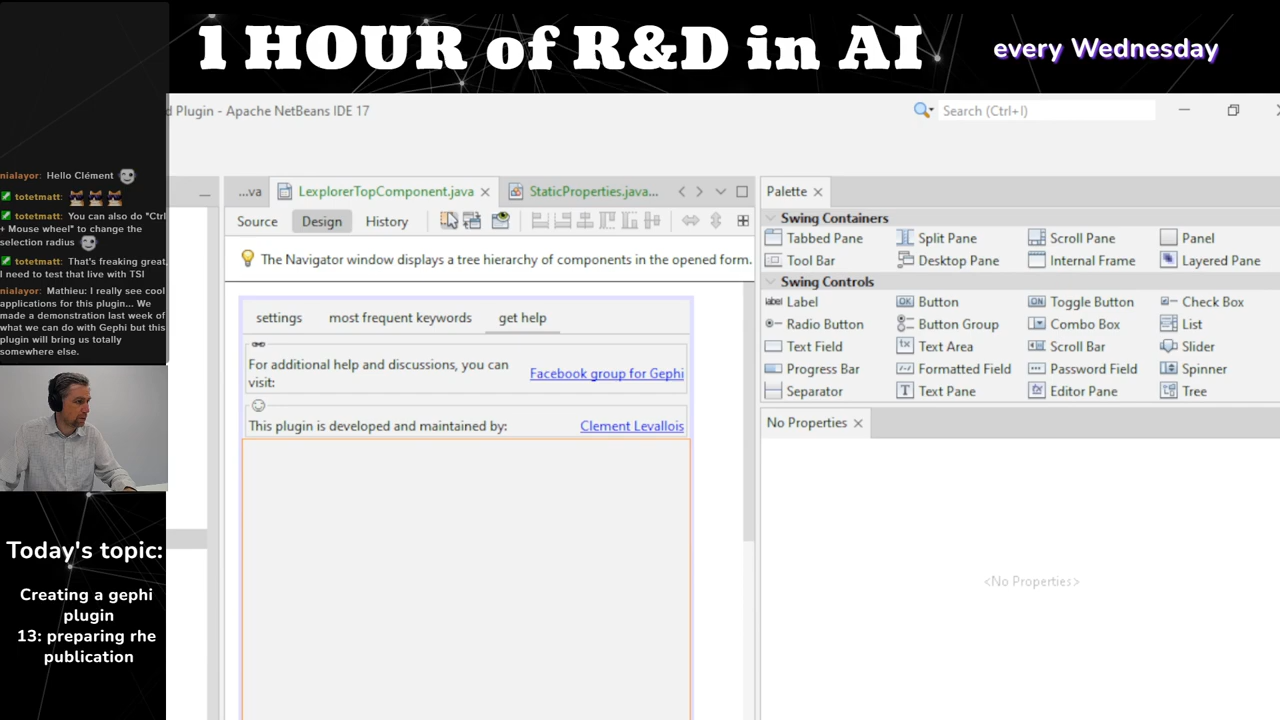 1 HOUR of R&D in AI
every Wednesday
d Plugin - Apache NetBeans IDE 17
Search (Ctrl+I)
nialayor: Hello Clément
totetmatt:
totetmatt: You can also do "Ctrl
+ Mouse wheel" to change the
selection radius
totetmatt: That's freaking great,
I need to test that live with TSI
nialayor: Mathieu: I really see cool
applications for this plugin... We
made a demonstration last week of
what we can do with Gephi but this
plugin will bring us totally
somewhere else.
...va
LexplorerTopComponent.java
StaticProperties.java...
Source
Design
History
The Navigator window displays a tree hierarchy of components in the opened form.
settings
most frequent keywords
get help
For additional help and discussions, you can
visit:
Facebook group for Gephi
This plugin is developed and maintained by:
Clement Levallois
Palette
Swing Containers
Tabbed Pane
Split Pane
Scroll Pane
Panel
Tool Bar
Desktop Pane
Internal Frame
Layered Pane
Swing Controls
label Label
OK Button
ON Toggle Button
Check Box
Radio Button
Button Group
Combo Box
List
Text Field
Text Area
Scroll Bar
Slider
Progress Bar
Formatted Field
Password Field
Spinner
Separator
T Text Pane
Editor Pane
Tree
No Properties
<No Properties>
Today's topic:
Creating a gephi
plugin
13: preparing rhe
publication